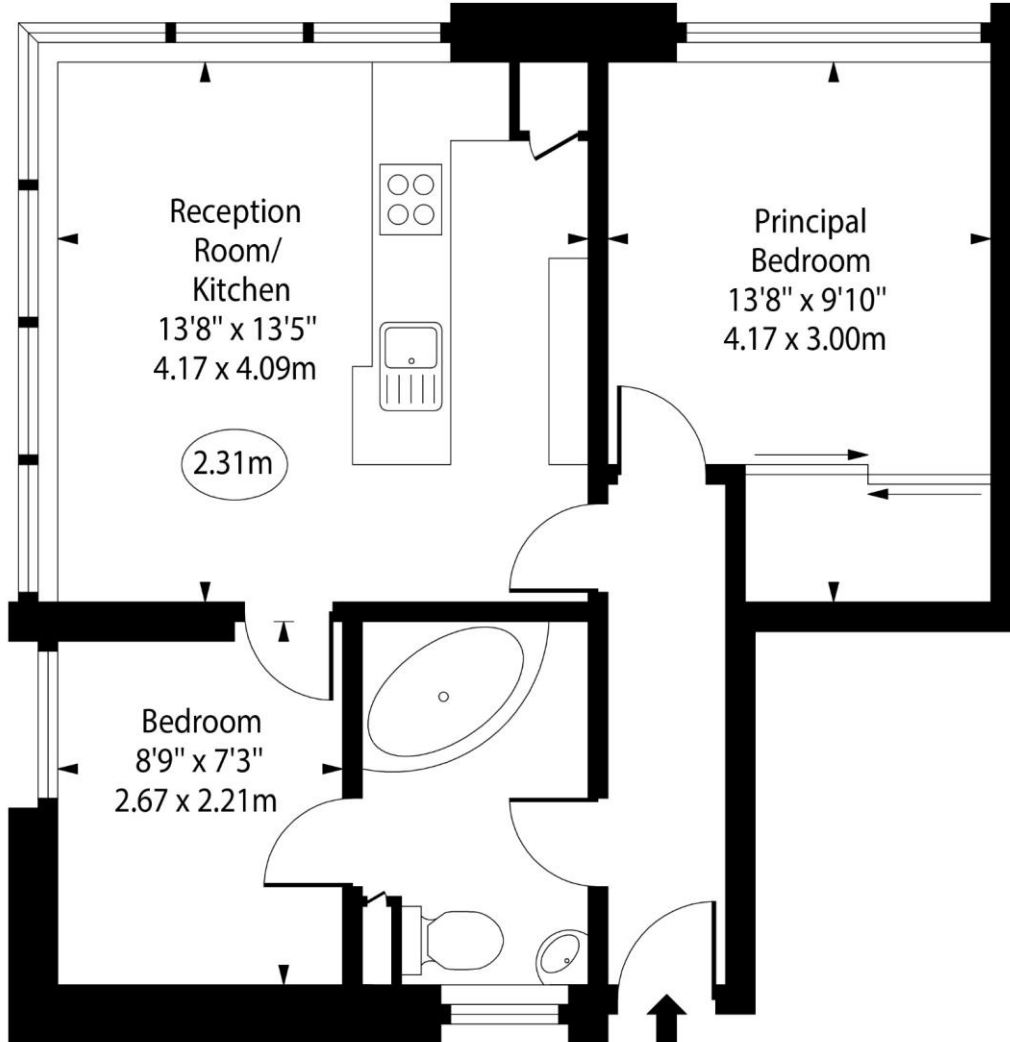 Reception
Room/
Kitchen
13'8" x 13'5"
4.17 x 4.09m
2.31m
Principal
Bedroom
13'8" x 9'10"
4.17 x 3.00m
Bedroom
8'9" x 7'3"
2.67 x 2.21m